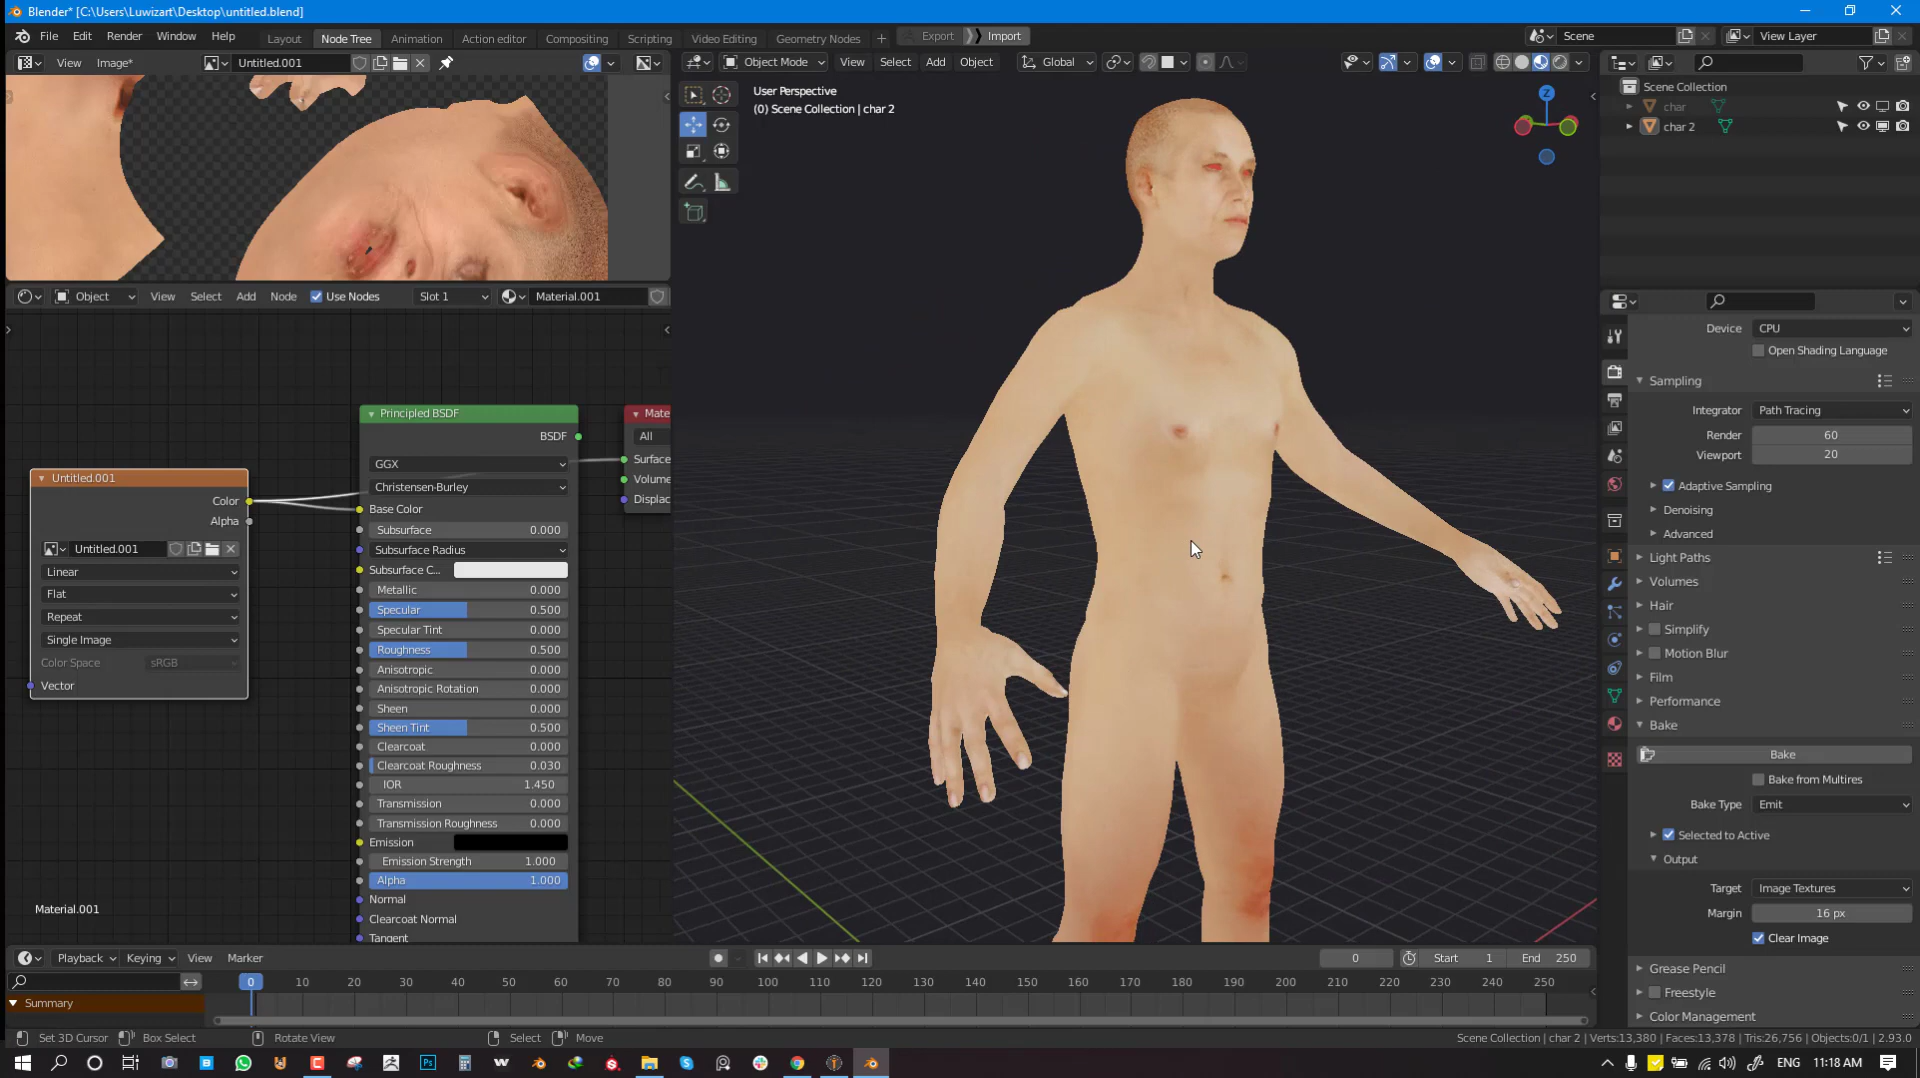 Blender* [C:\Users\Luwizart\Desktop\untitled.blend]
File Edit Render Window Help
Layout Node Tree Animation Action editor Compositing Scripting Video Editing Geometry Nodes + Export Import
Scene
View Layer
View Image* Untitled.001
Object Mode View Select Add Object Global
User Perspective
(0) Scene Collection | char 2
Z
Scene Collection
char
char 2
Object View Select Add Node Use Nodes Slot 1 Material.001
Untitled.001
Color
Alpha
Untitled.001
Linear
Flat
Repeat
Single Image
Color Space sRGB
Vector
Principled BSDF
BSDF
GGX
Christensen-Burley
Base Color
Subsurface 0.000
Subsurface Radius
Subsurface C...
Metallic 0.000
Specular 0.500
Specular Tint 0.000
Roughness 0.500
Anisotropic 0.000
Anisotropic Rotation 0.000
Sheen 0.000
Sheen Tint 0.500
Clearcoat 0.000
Clearcoat Roughness 0.030
IOR 1.450
Transmission 0.000
Transmission Roughness 0.000
Emission
Emission Strength 1.000
Alpha 1.000
Normal
Clearcoat Normal
Tangent
Mate
All
Surface
Volume
Displac
Material.001
Device CPU
Open Shading Language
Sampling
Integrator Path Tracing
Render 60
Viewport 20
Adaptive Sampling
Denoising
Advanced
Light Paths
Volumes
Hair
Simplify
Motion Blur
Film
Performance
Bake
Bake
Bake from Multires
Bake Type Emit
Selected to Active
Output
Target Image Textures
Margin 16 px
Clear Image
Grease Pencil
Freestyle
Color Management
Playback Keying View Marker
0 Start 1 End 250
0 10 20 30 40 50 60 70 80 90 100 110 120 130 140 150 160 170 180 190 200 210 220 230 240 250
Summary
Set 3D Cursor Box Select Rotate View Select Move
Scene Collection | char 2 | Verts:13,380 | Faces:13,378 | Tris:26,756 | Objects:0/1 | 2.93.0
ENG 11:18 AM